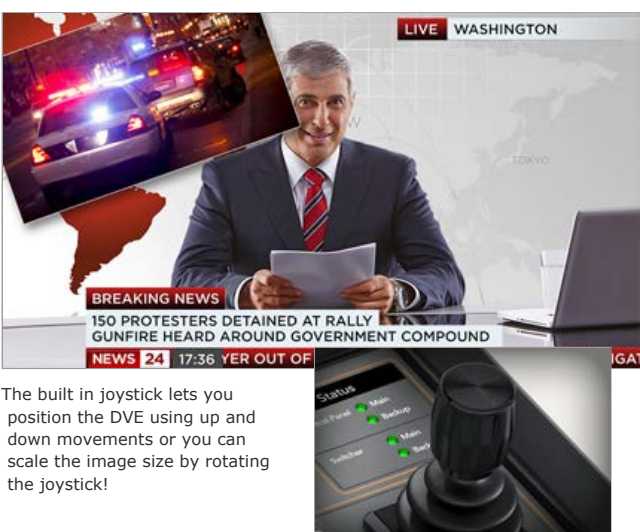 LIVE WASHINGTON
TOKYO
BREAKING NEWS
150 PROTESTERS DETAINED AT RALLY
GUNFIRE HEARD AROUND GOVERNMENT COMPOUND
NEWS 24 17:36 YER OUT OF
The built in joystick lets you
position the DVE using up and
down movements or you can
scale the image size by rotating
the joystick!
Status
Panel Main
Backup
Switcher Main